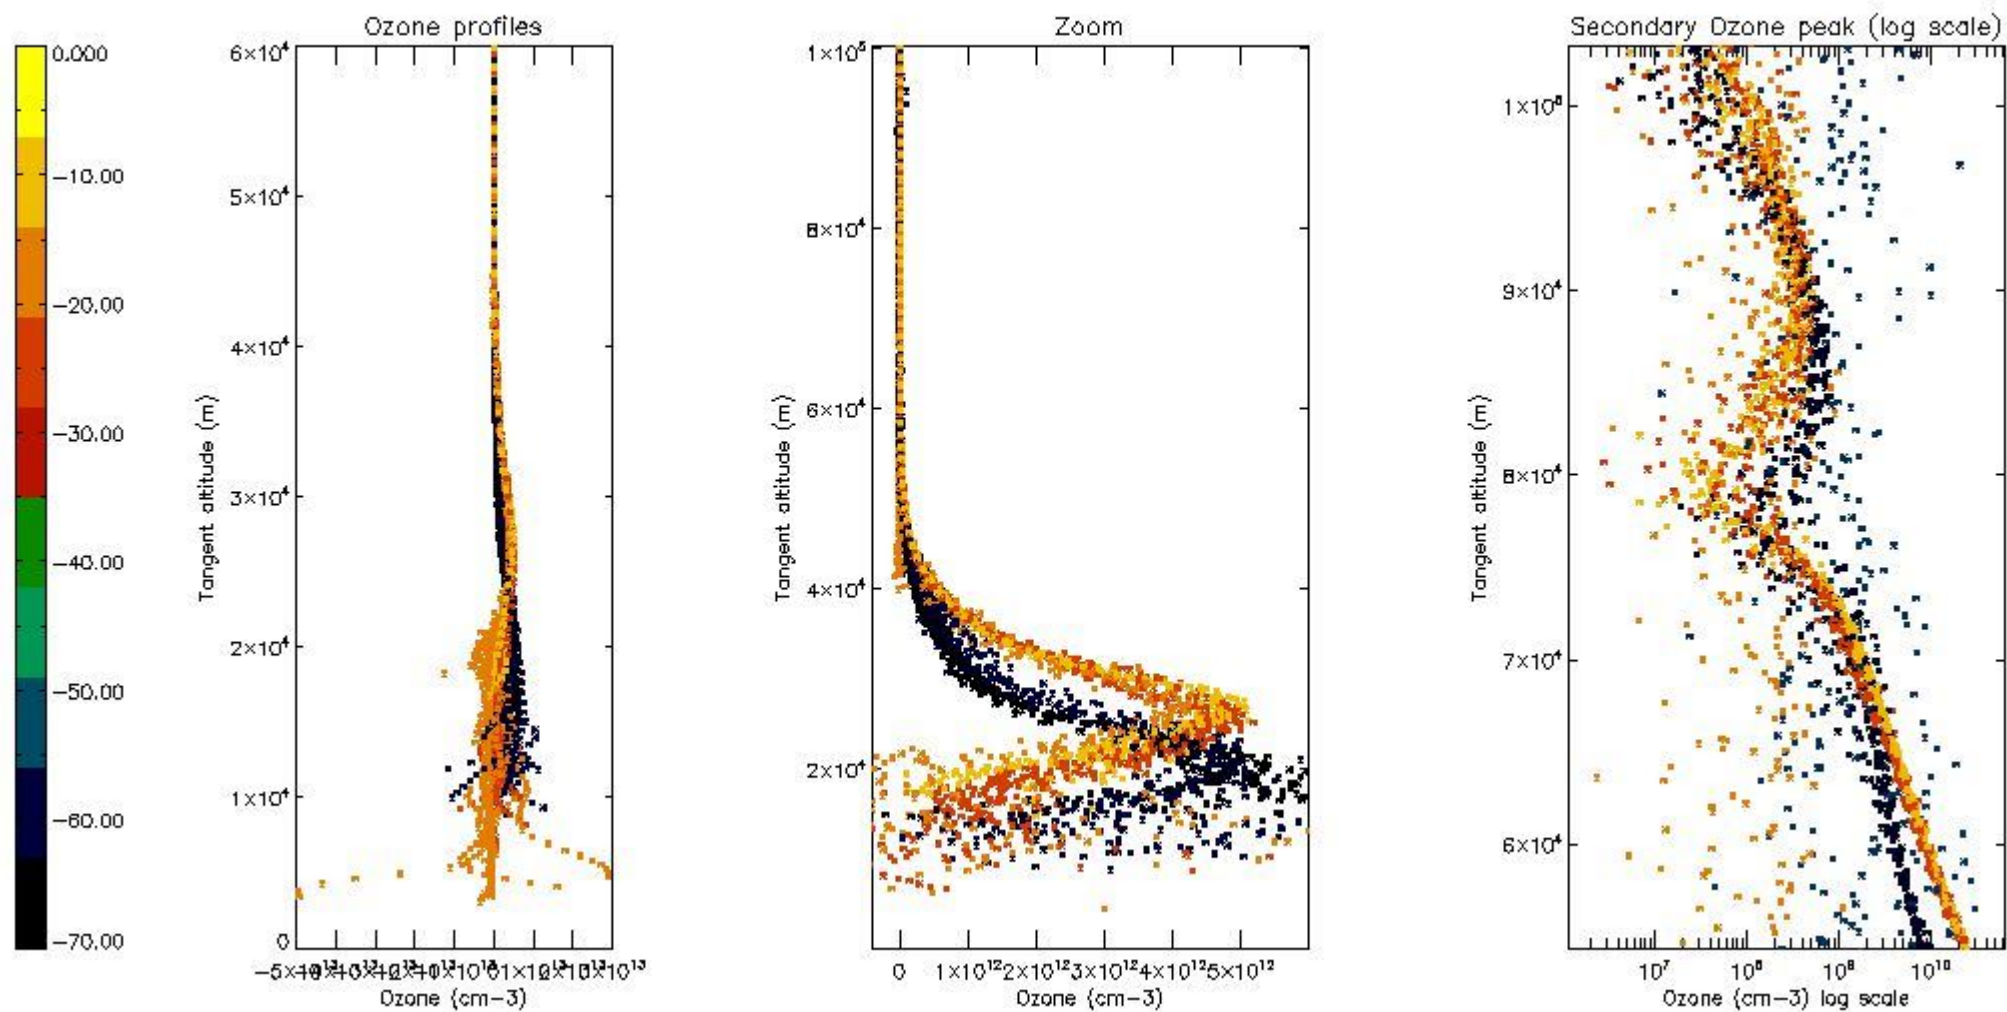 Ozone profiles
Zoom
Secondary Ozone peak (log scale)
0.000
−10.00
−20.00
−30.00
−40.00
−50.00
−60.00
−70.00
Tangent altitude (m)
6×10⁴
5×10⁴
4×10⁴
3×10⁴
2×10⁴
1×10⁴
0
Ozone (cm−3)
Tangent altitude (m)
1×10⁵
8×10⁴
6×10⁴
4×10⁴
2×10⁴
0 1×10¹² 2×10¹² 3×10¹² 4×10¹² 5×10¹²
Ozone (cm−3)
Tangent altitude (m)
1×10⁵
9×10⁴
8×10⁴
7×10⁴
6×10⁴
10⁷ 10⁸ 10⁹ 10¹⁰
Ozone (cm−3) log scale